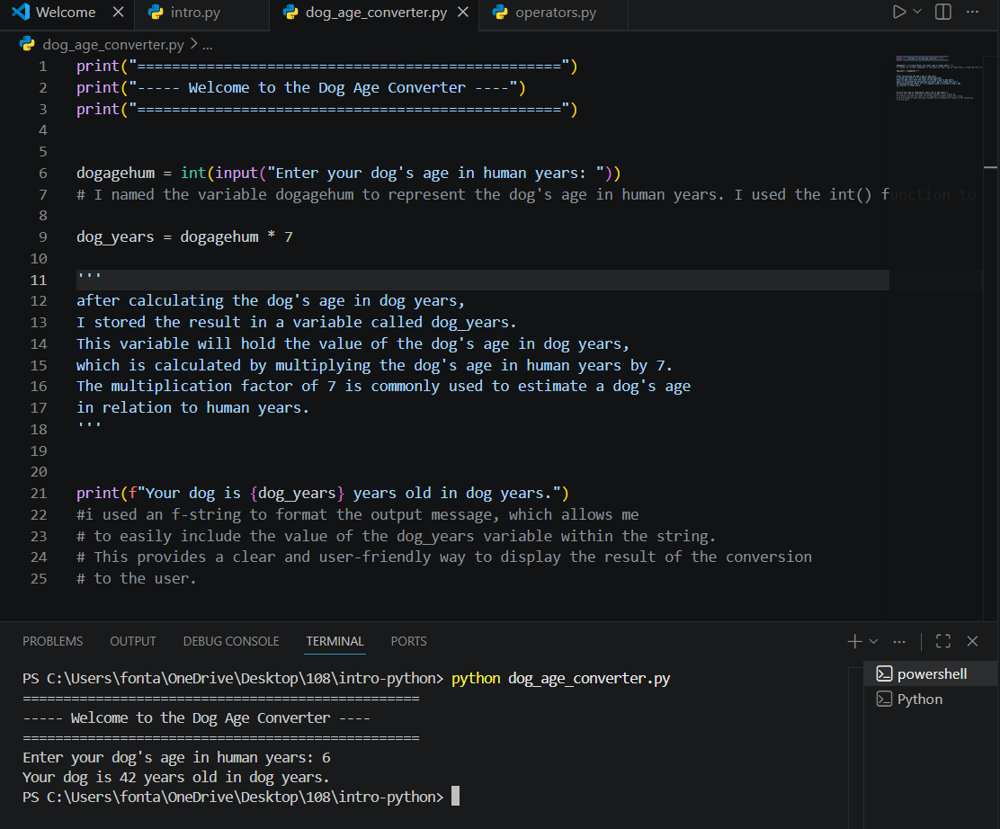 Welcome
intro.py
dog_age_converter.py
operators.py
dog_age_converter.py > ...
1 print("=================================================")
2 print("----- Welcome to the Dog Age Converter ----")
3 print("=================================================")
4
5
6 dogagehum = int(input("Enter your dog's age in human years: "))
7 # I named the variable dogagehum to represent the dog's age in human years. I used the int() function to
8
9 dog_years = dogagehum * 7
10
11 '''
12 after calculating the dog's age in dog years,
13 I stored the result in a variable called dog_years.
14 This variable will hold the value of the dog's age in dog years,
15 which is calculated by multiplying the dog's age in human years by 7.
16 The multiplication factor of 7 is commonly used to estimate a dog's age
17 in relation to human years.
18 '''
19
20
21 print(f"Your dog is {dog_years} years old in dog years.")
22 #i used an f-string to format the output message, which allows me
23 # to easily include the value of the dog_years variable within the string.
24 # This provides a clear and user-friendly way to display the result of the conversion
25 # to the user.
PROBLEMS OUTPUT DEBUG CONSOLE TERMINAL PORTS
PS C:\Users\fonta\OneDrive\Desktop\108\intro-python> python dog_age_converter.py
=================================================
----- Welcome to the Dog Age Converter ----
=================================================
Enter your dog's age in human years: 6
Your dog is 42 years old in dog years.
PS C:\Users\fonta\OneDrive\Desktop\108\intro-python>
powershell
Python